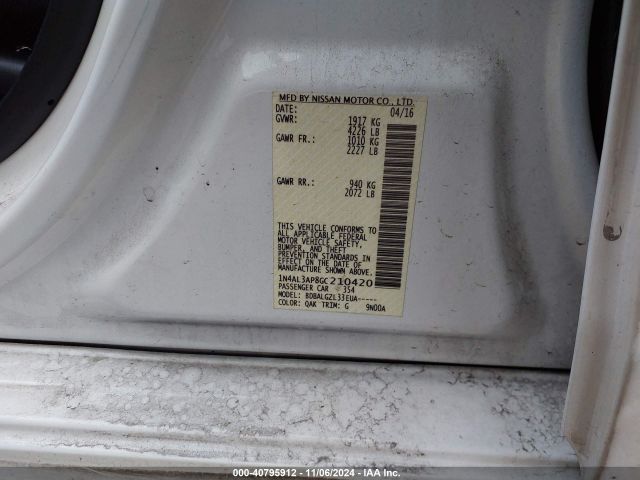 MFD BY NISSAN MOTOR CO., LTD.
DATE: 04/16
GVWR: 1917 KG
4226 LB
GAWR FR.: 1010 KG
2227 LB
GAWR RR.: 940 KG
2072 LB
THIS VEHICLE CONFORMS TO
ALL APPLICABLE FEDERAL
MOTOR VEHICLE SAFETY,
BUMPER, AND THEFT
PREVENTION STANDARDS IN
EFFECT ON THE DATE OF
MANUFACTURE SHOWN ABOVE.
1N4AL3AP8GC210420
PASSENGER CAR 354
MODEL: BDBALGZL33EUA-----
COLOR: QAK TRIM: G 9N00A
000-40795912 - 11/06/2024 - IAA